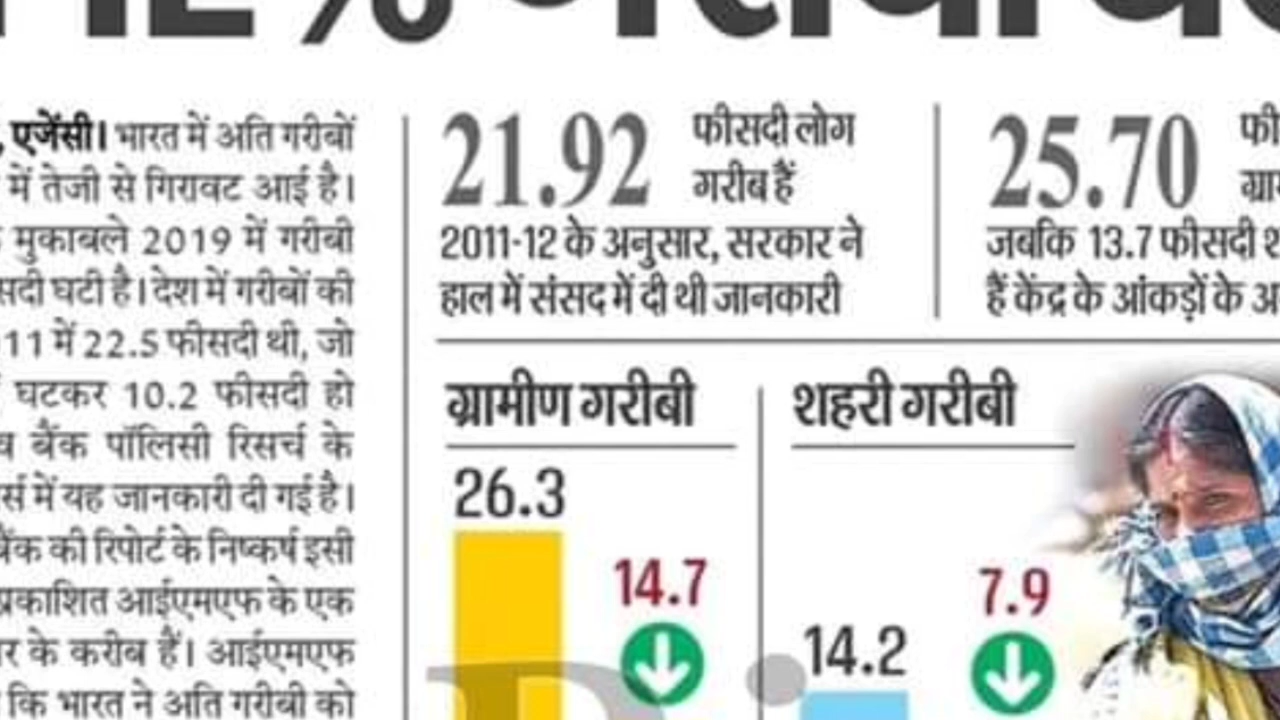 %
, एजेंसी। भारत में अति गरीबों
में तेजी से गिरावट आई है।
मुकाबले 2019 में गरीबी
घटी है। देश में गरीबों की
11 में 22.5 फीसदी थी, जो
घटकर 10.2 फीसदी हो
बैंक पॉलिसी रिसर्च के
में यह जानकारी दी गई है।
बैंक की रिपोर्ट के निष्कर्ष इसी
प्रकाशित आईएमएफ के एक
के करीब हैं। आईएमएफ
कि भारत ने अति गरीबी को
21.92 फीसदी लोग
गरीब हैं
2011-12 के अनुसार, सरकार ने
हाल में संसद में दी थी जानकारी
25.70
जबकि 13.7 फीसदी
हैं केंद्र के आंकड़ों के
ग्रामीण गरीबी
26.3
14.7
शहरी गरीबी
14.2
7.9